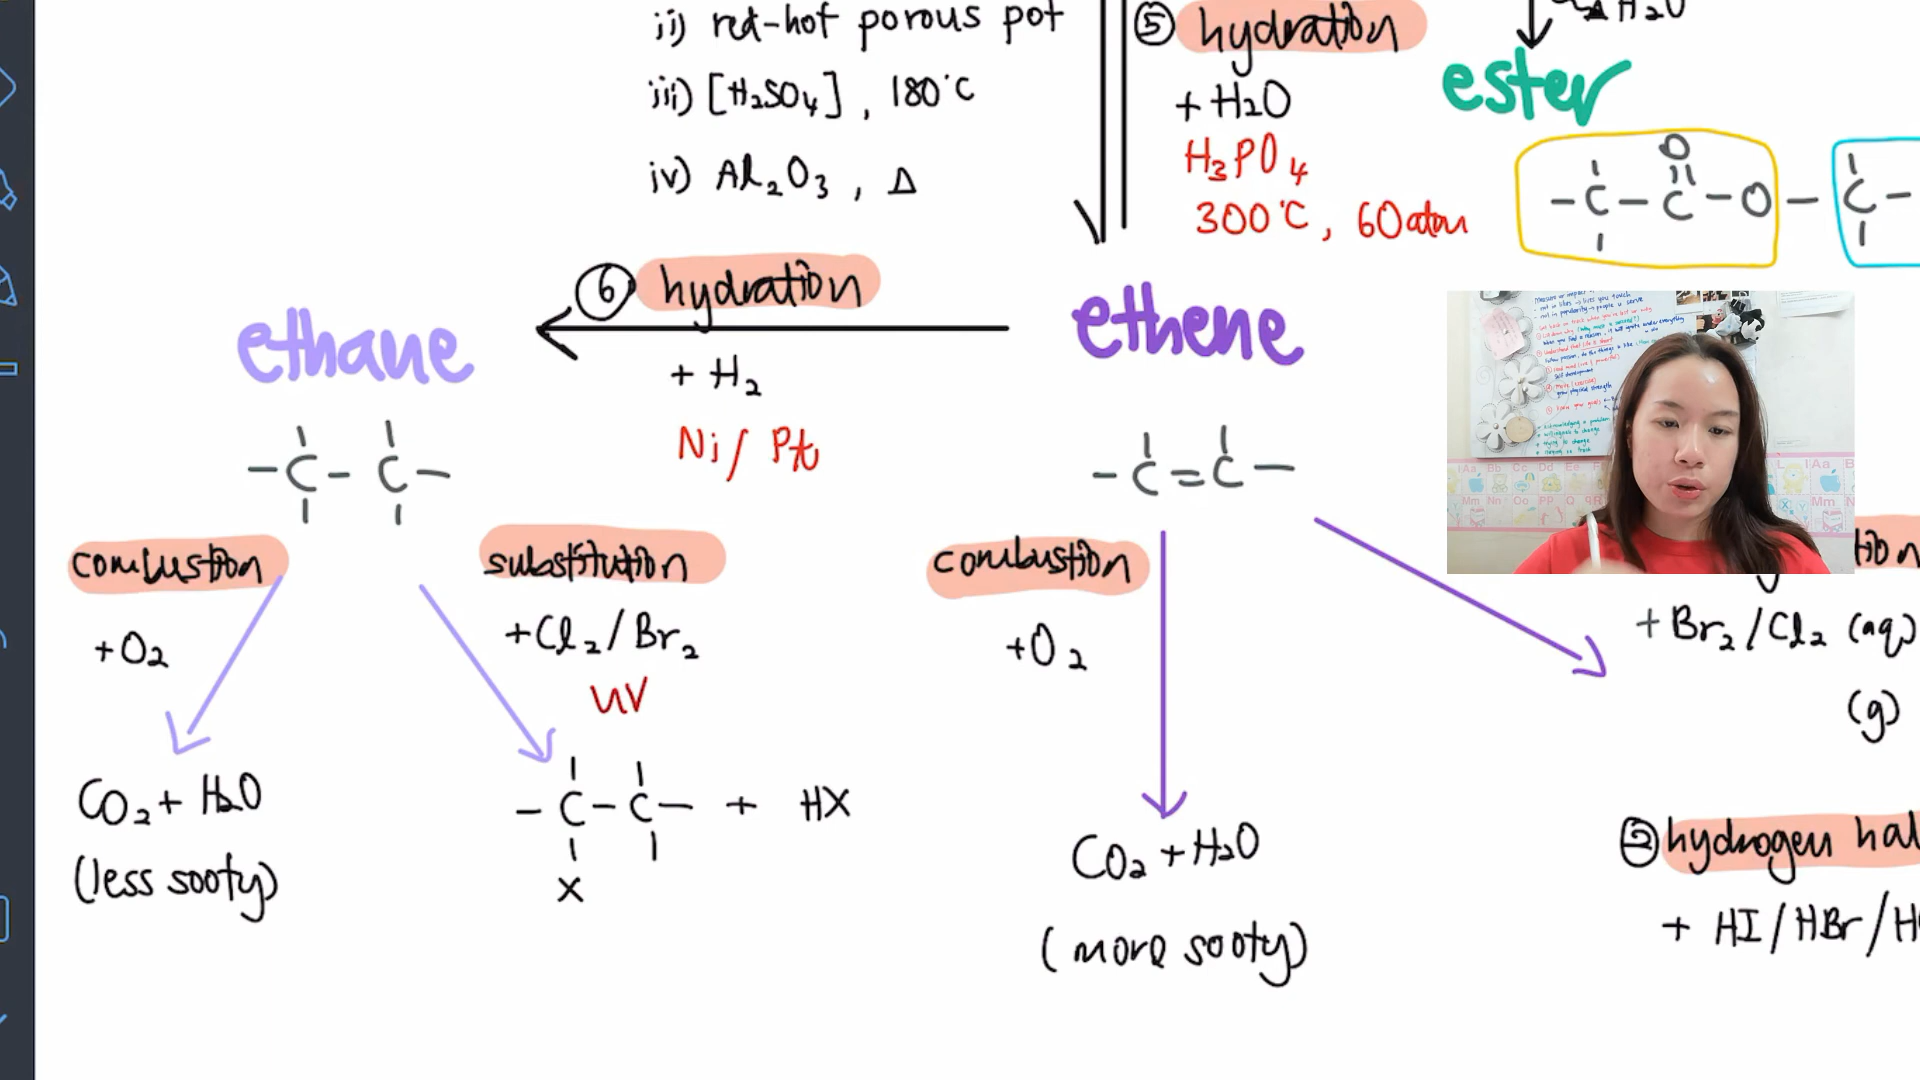 ii) red-hot porous pot
iii) [H2SO4], 180°C
iv) Al2O3, Δ
⑤ hydration
+ H2O
H3PO4
300°C, 60atm
H2O
ester
O
-C-C-O-C-
⑥ hydration
+ H2
Ni/Pt
ethane
-C-C-
ethene
-C=C-
combustion
+O2
CO2 + H2O
(less sooty)
substitution
+Cl2/Br2
UV
-C-C- + HX
X
combustion
+O2
CO2 + H2O
(more sooty)
+Br2/Cl2 (aq)
(g)
② hydrogen hal
+ HI/HBr/H